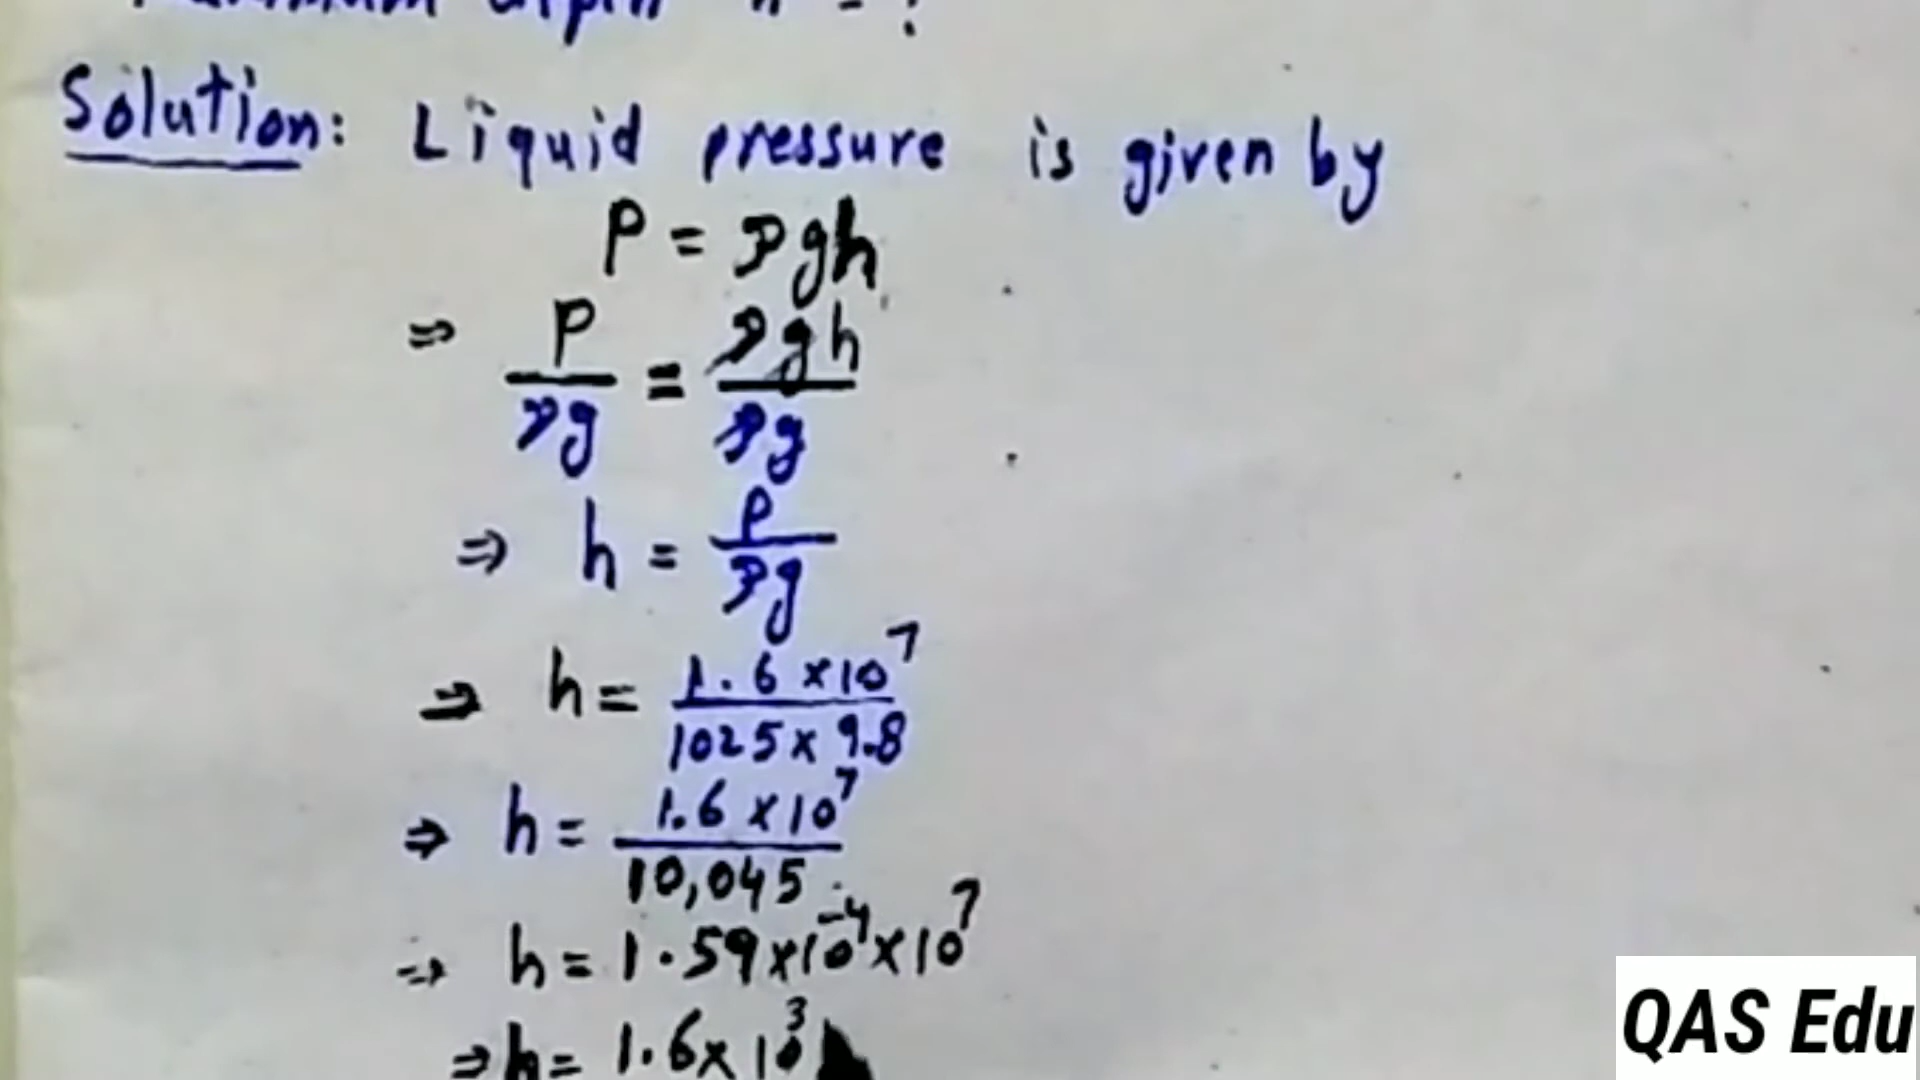 h = ?
Solution: Liquid pressure is given by
P = ρgh
⇒ P/ρg = ρgh/ρg
⇒ h = P/ρg
⇒ h = 1.6 × 10⁷/1025 × 9.8
⇒ h = 1.6 × 10⁷/10,045
⇒ h = 1.59 × 10⁻⁴ × 10⁷
⇒ h = 1.6 × 10³
QAS Edu